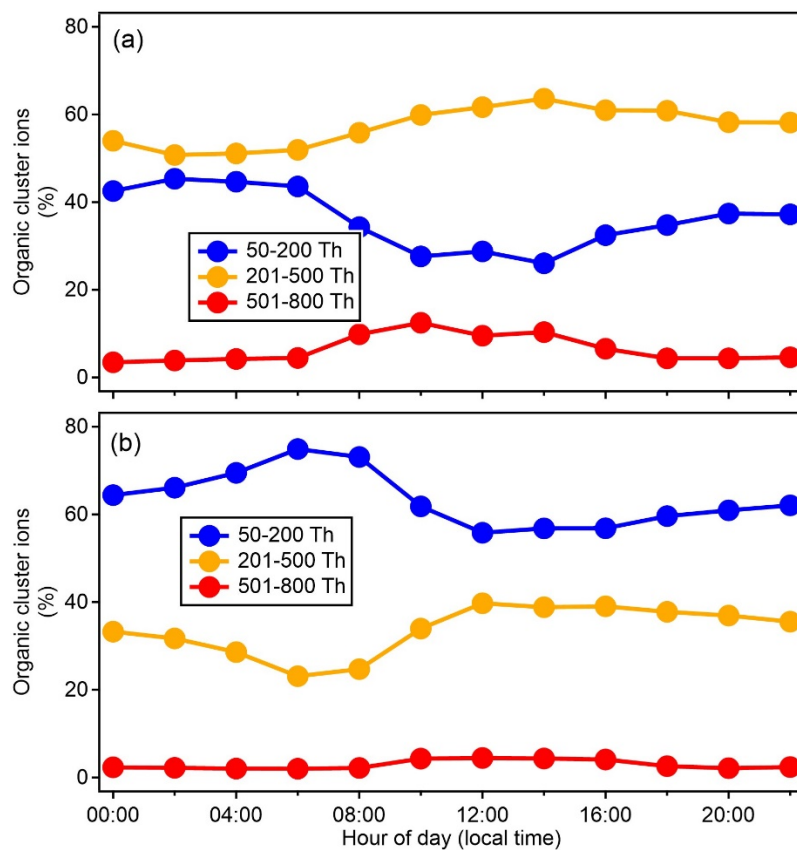 (a)
80
60
40
20
0
Organic cluster ions
(%)
50-200 Th
201-500 Th
501-800 Th
(b)
80
60
40
20
0
Organic cluster ions
(%)
50-200 Th
201-500 Th
501-800 Th
00:00 04:00 08:00 12:00 16:00 20:00
Hour of day (local time)